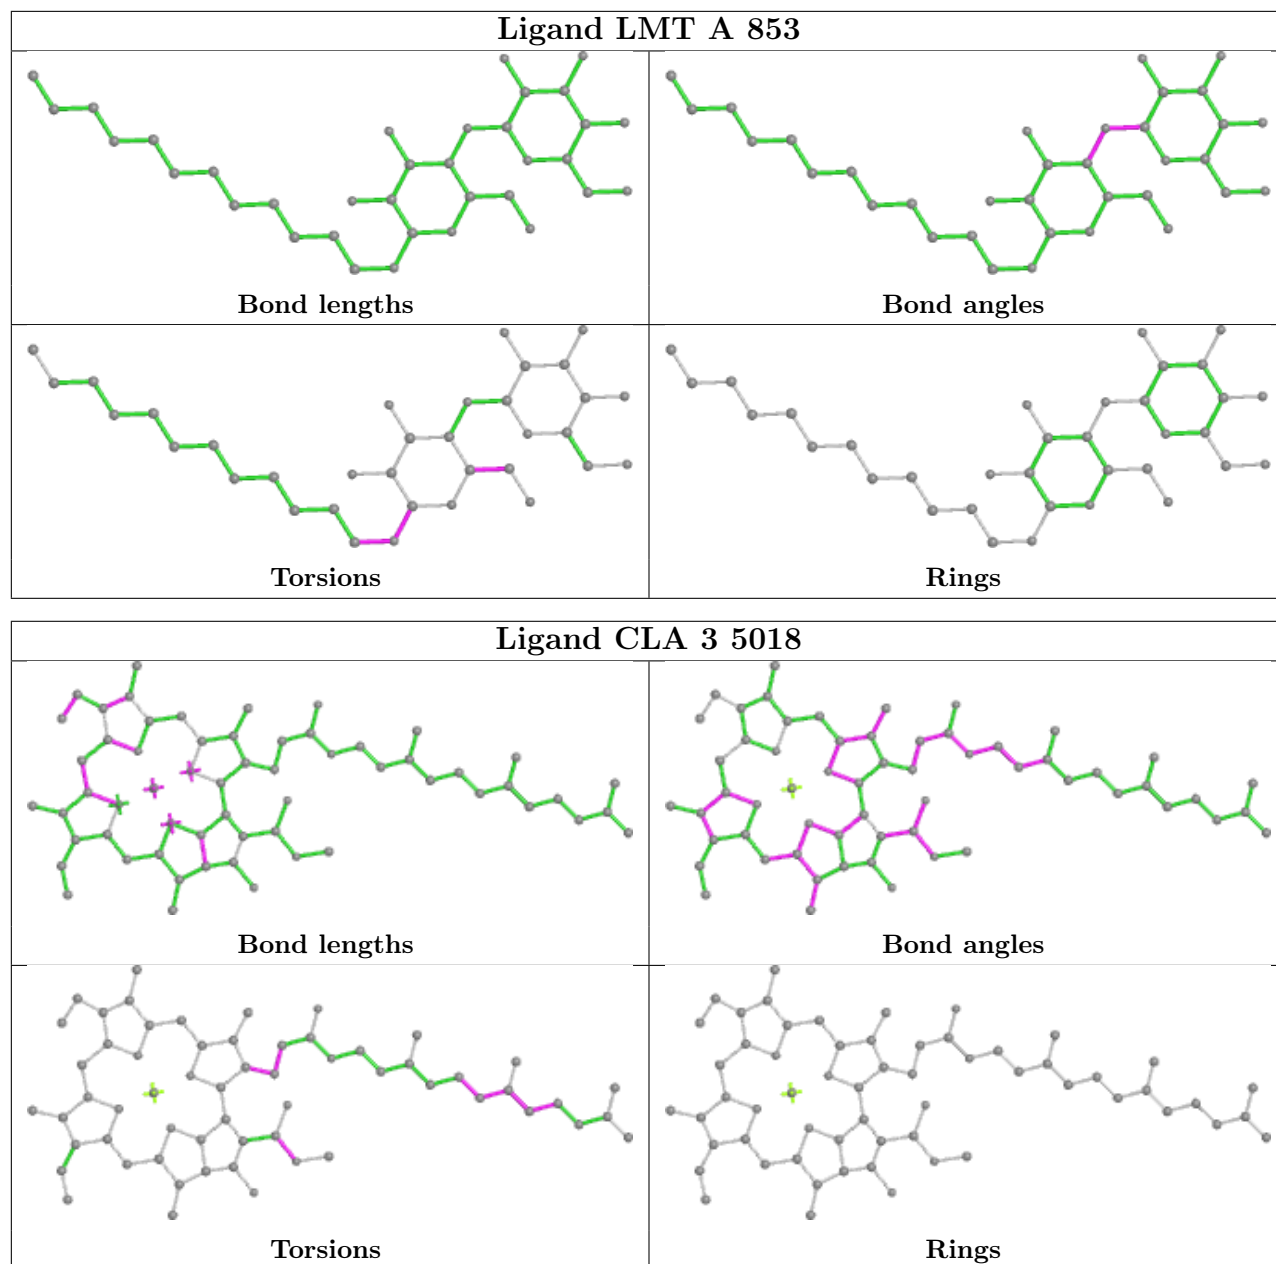 Ligand LMT A 853
Bond lengths
Bond angles
Torsions
Rings
Ligand CLA 3 5018
Bond lengths
Bond angles
Torsions
Rings